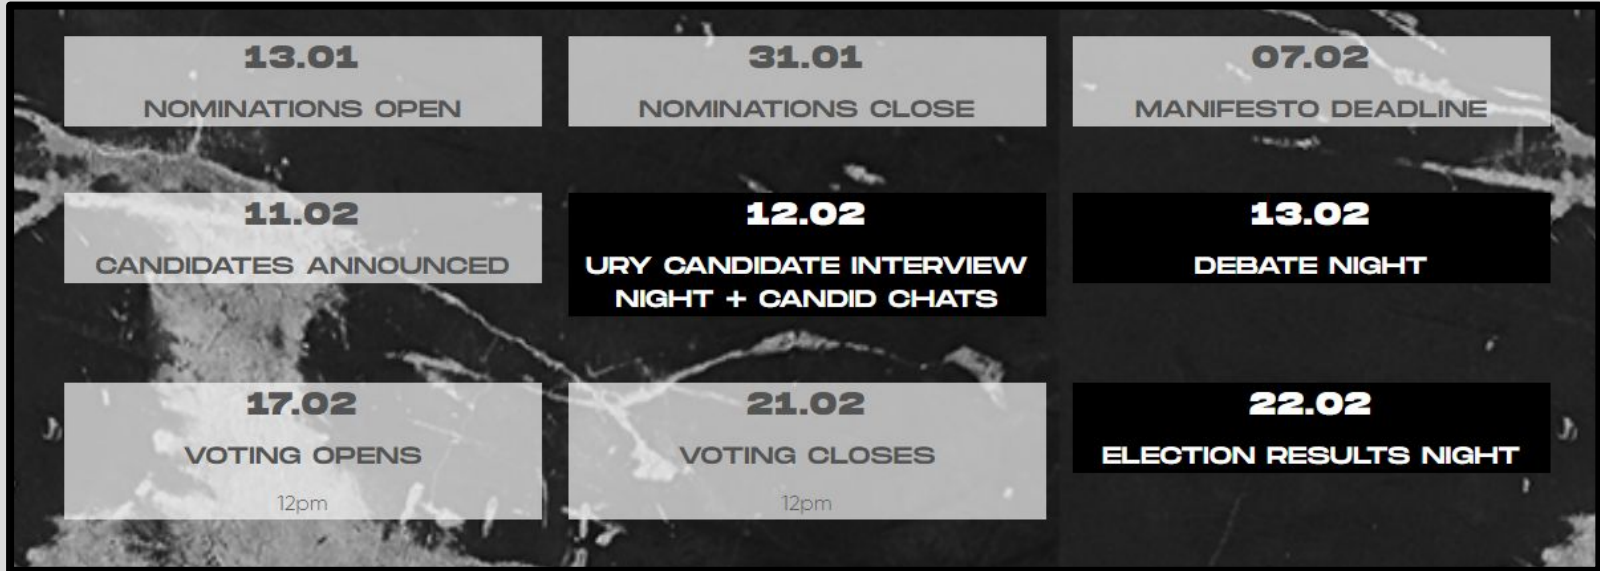 13.01
NOMINATIONS OPEN
31.01
NOMINATIONS CLOSE
07.02
MANIFESTO DEADLINE
11.02
CANDIDATES ANNOUNCED
12.02
URY CANDIDATE INTERVIEW
NIGHT + CANDID CHATS
13.02
DEBATE NIGHT
17.02
VOTING OPENS
12pm
21.02
VOTING CLOSES
12pm
22.02
ELECTION RESULTS NIGHT